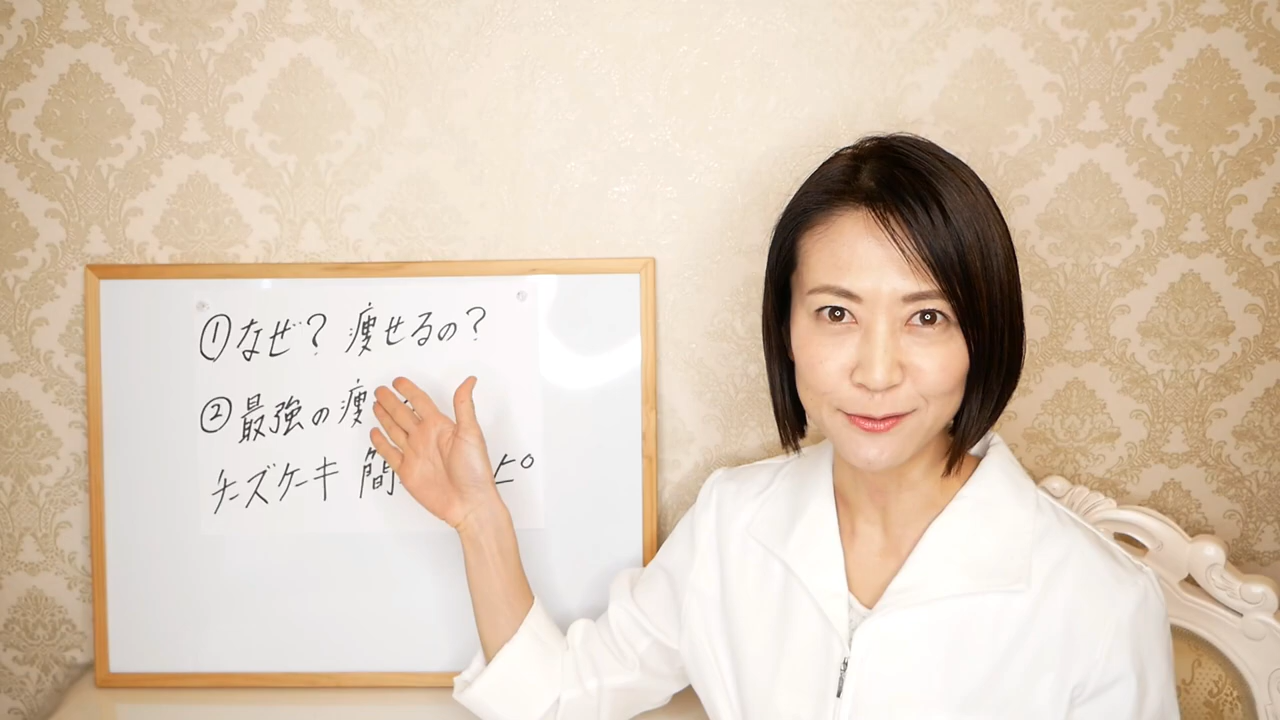 ①なぜ? 痩せるの?
②最強の痩
チーズケーキ 簡 ピ